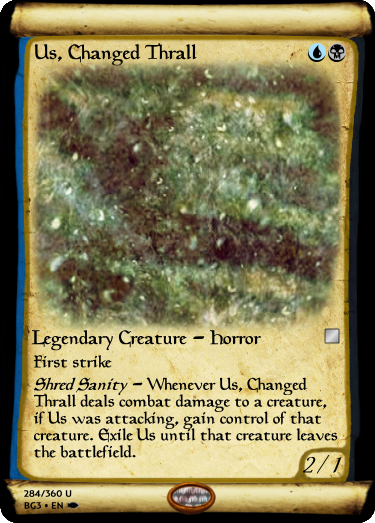 Us, Changed Thrall
Legendary Creature – Horror
First strike
Shred Sanity – Whenever Us, Changed
Thrall deals combat damage to a creature,
if Us was attacking, gain control of that
creature. Exile Us until that creature leaves
the battlefield.
2/1
284/360 U
BG3 • EN